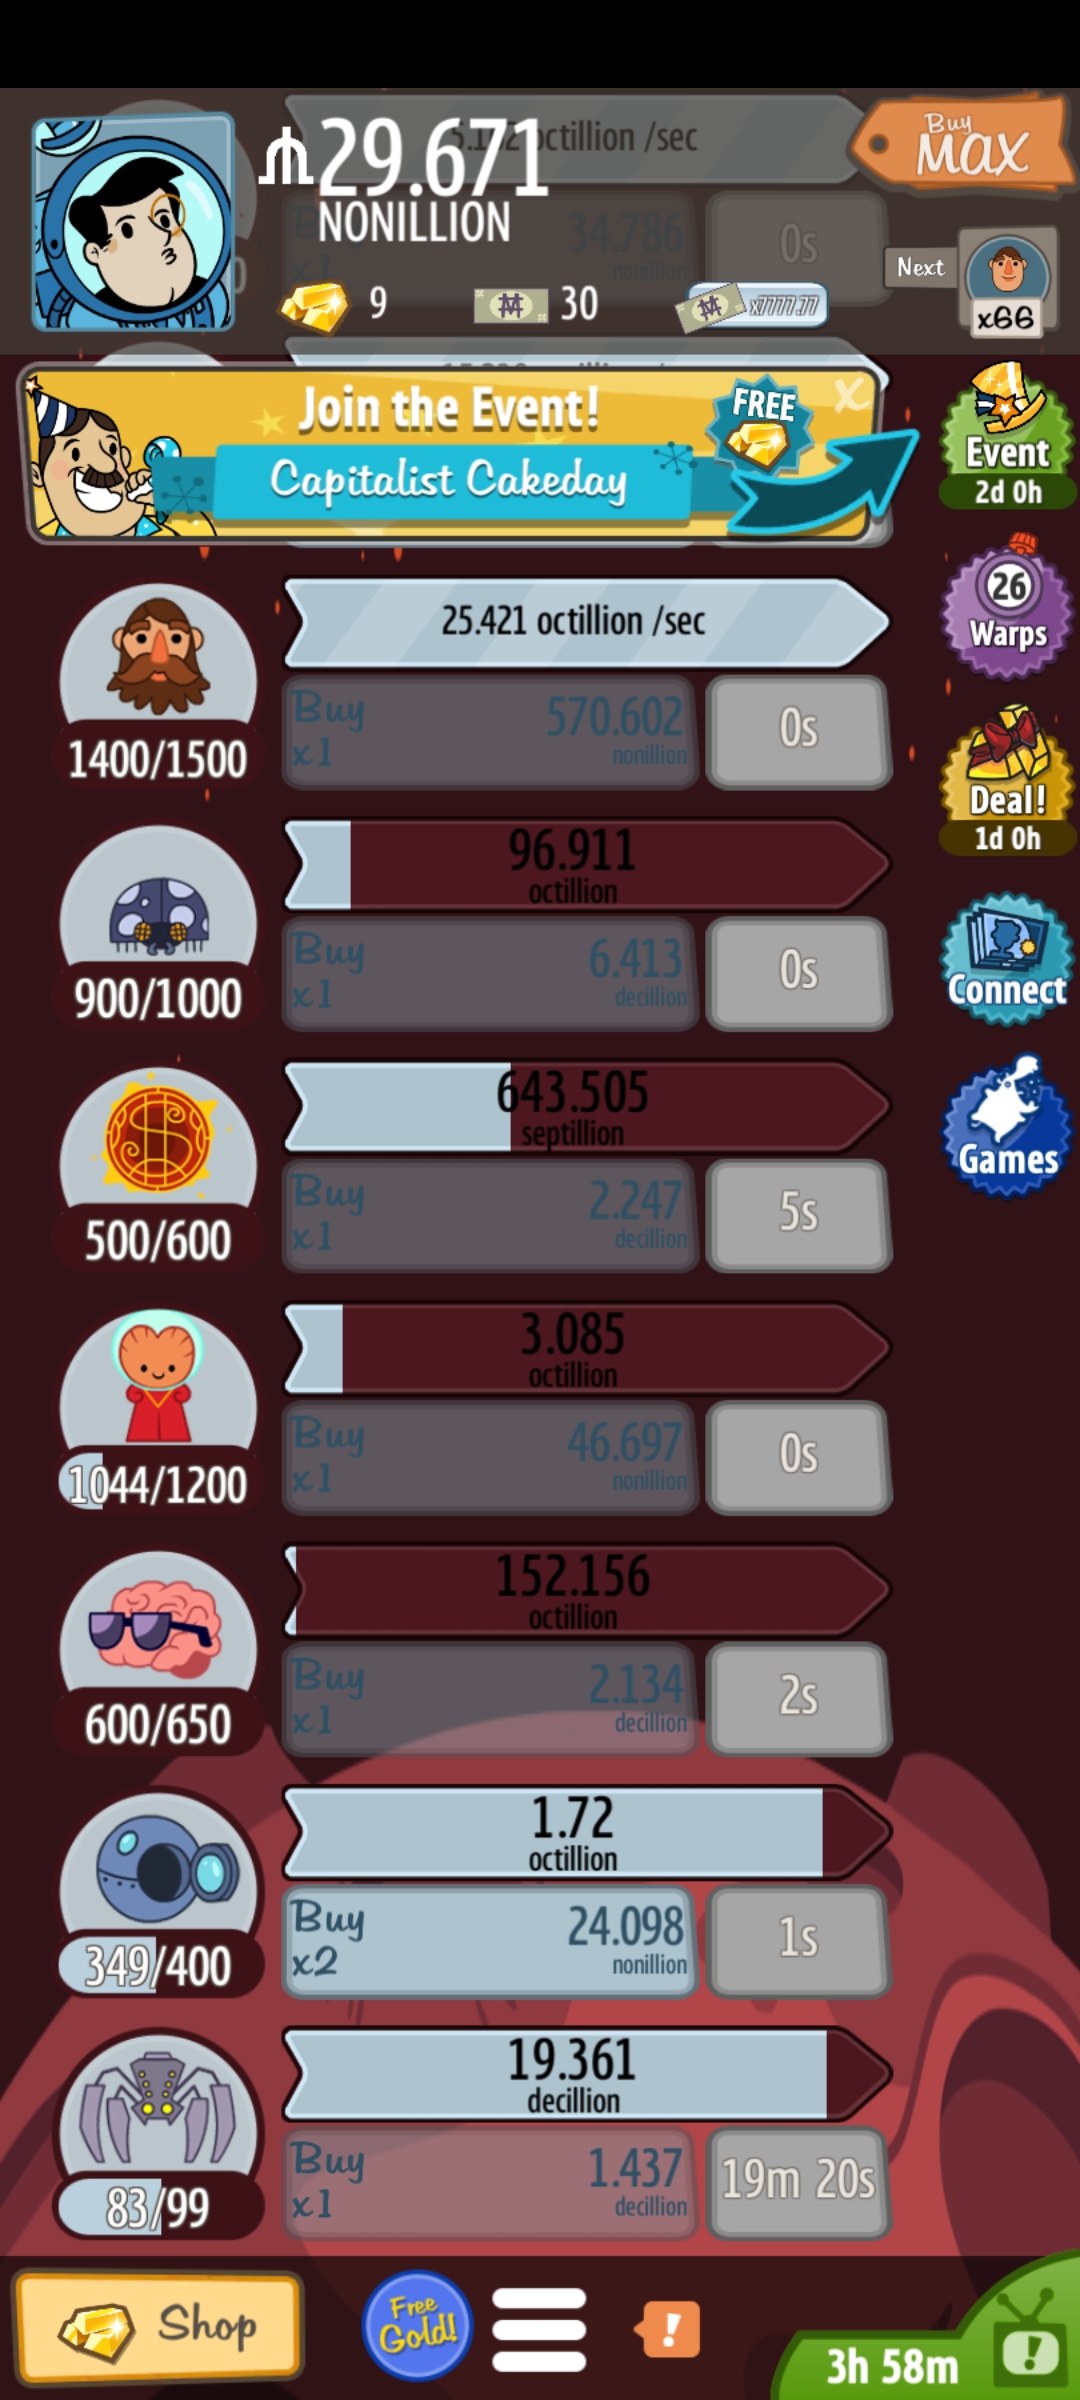 5.152 octillion /sec
Buy
MAX
29.671
NONILLION
34.786
nonillion
0s
Next
x66
9
30
x7777.77
Join the Event!
FREE
X
Capitalist Cakeday
Event
2d 0h
25.421 octillion /sec
26
Warps
Buy
x1
570.602
nonillion
0s
1400/1500
Deal!
1d 0h
96.911
octillion
Buy
x1
6.413
decillion
0s
900/1000
Connect
643.505
septillion
Games
Buy
x1
2.247
decillion
5s
500/600
3.085
octillion
Buy
x1
46.697
nonillion
0s
1044/1200
152.156
octillion
Buy
x1
2.134
decillion
2s
600/650
1.72
octillion
Buy
x2
24.098
nonillion
1s
349/400
19.361
decillion
Buy
x1
1.437
decillion
19m 20s
83/99
Shop
Free
Gold!
!
3h 58m
!